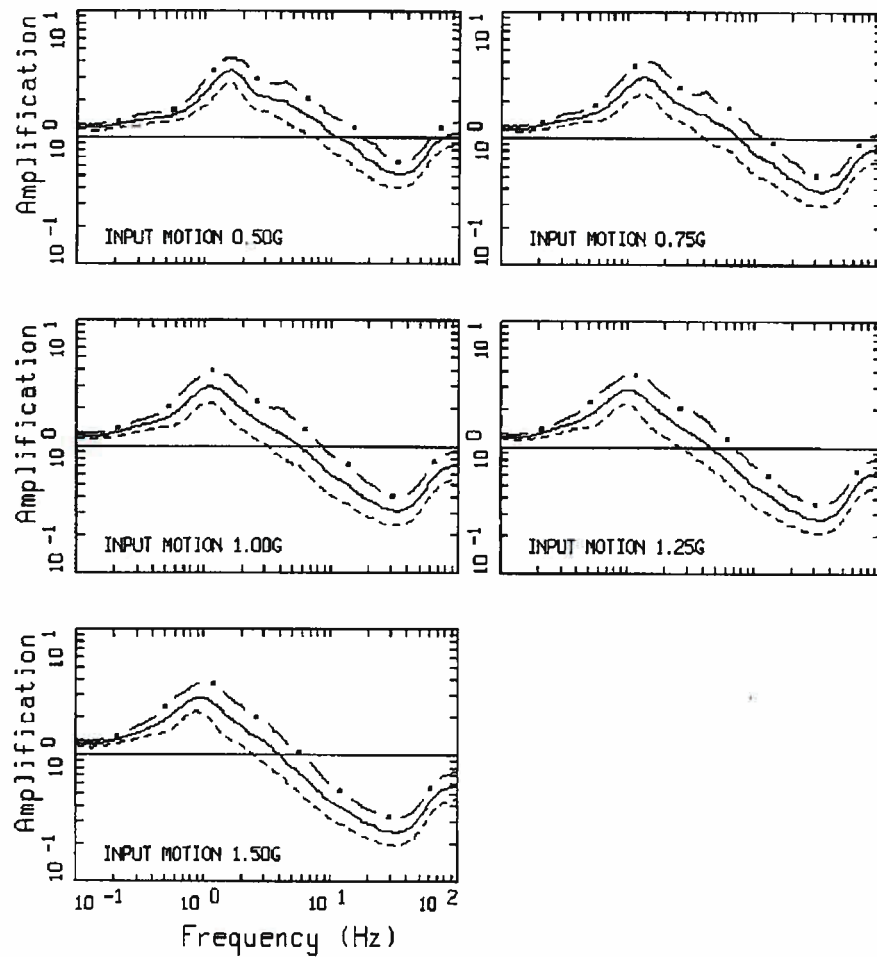 Amplification
10 -1 10 0 10 1
INPUT MOTION 0.50G
10 -1 10 0 10 1
INPUT MOTION 0.75G
Amplification
10 -1 10 0 10 1
INPUT MOTION 1.00G
10 -1 10 0 10 1
INPUT MOTION 1.25G
Amplification
10 -1 10 0 10 1
INPUT MOTION 1.50G
10 -1 10 0 10 1 10 2
Frequency (Hz)